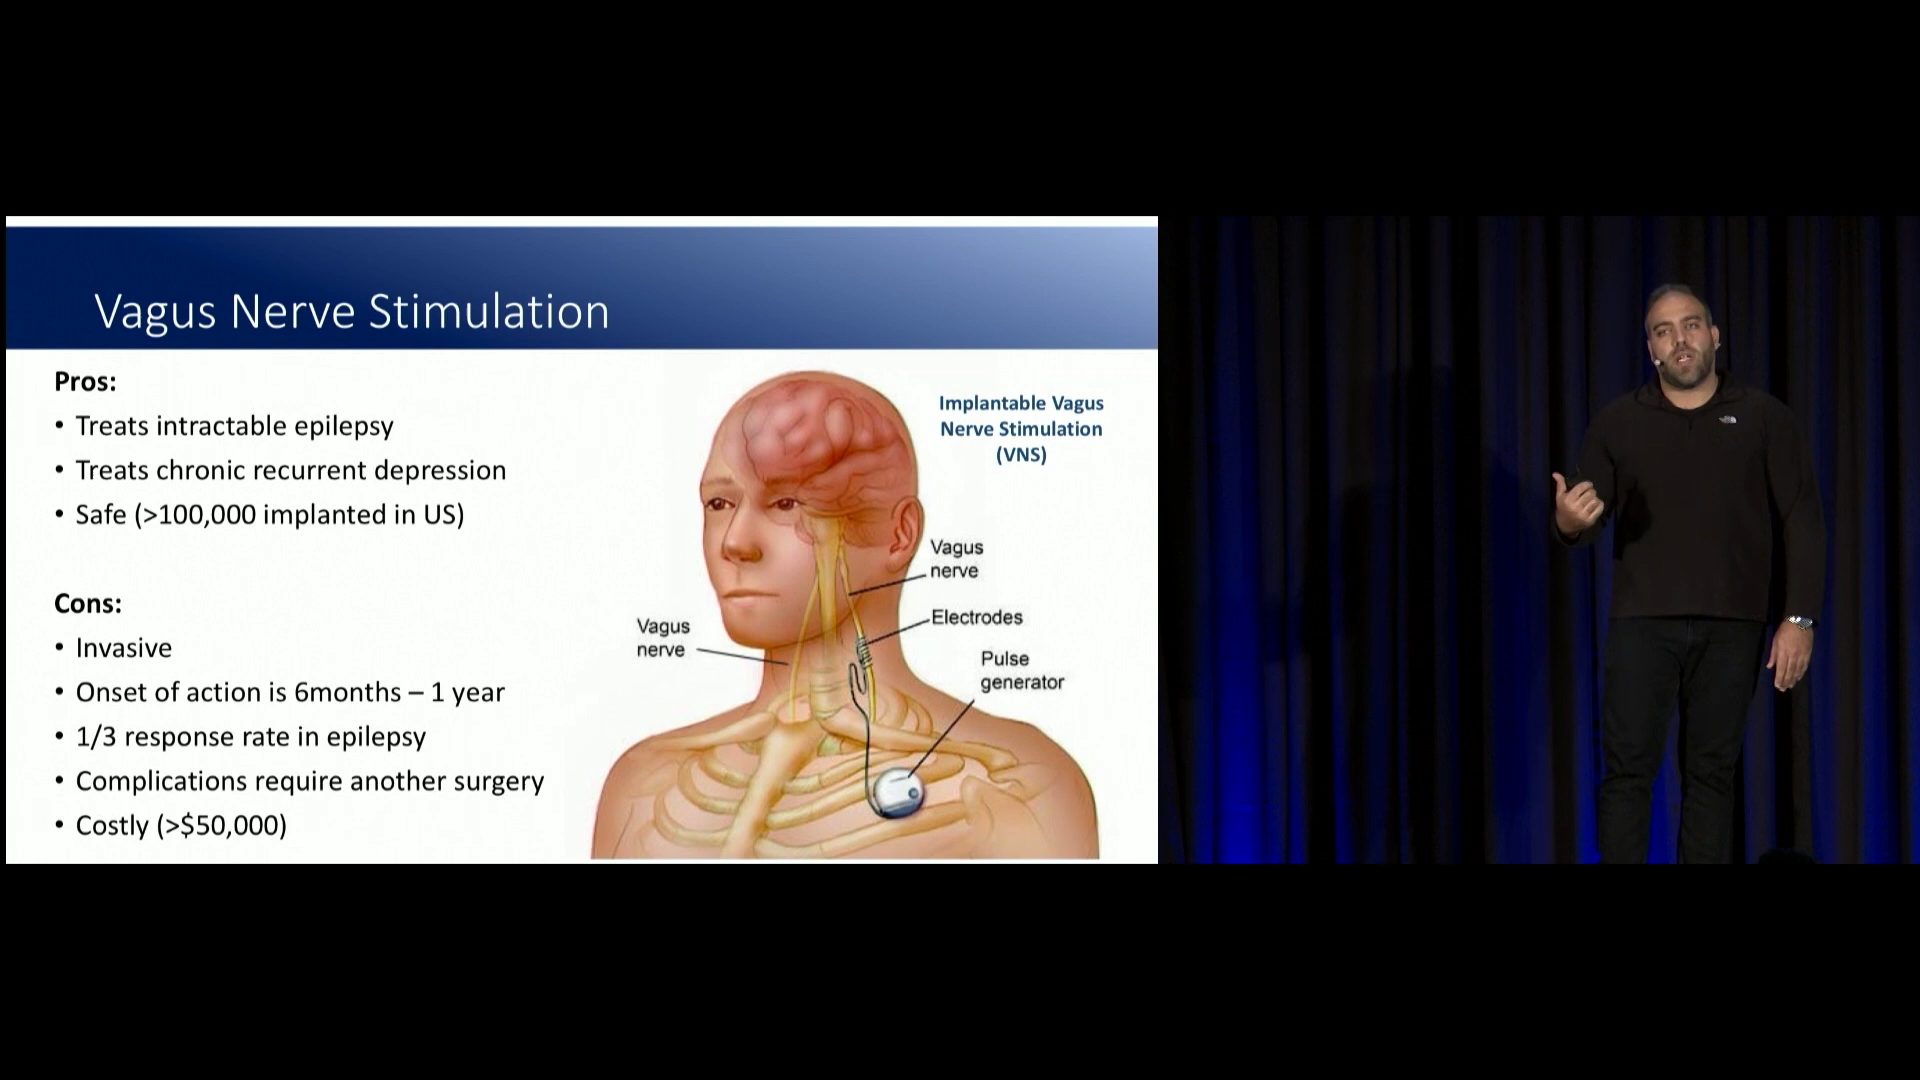 Vagus Nerve Stimulation
Pros:
• Treats intractable epilepsy
• Treats chronic recurrent depression
• Safe (>100,000 implanted in US)
Cons:
• Invasive
• Onset of action is 6months – 1 year
• 1/3 response rate in epilepsy
• Complications require another surgery
• Costly (>$50,000)
Implantable Vagus
Nerve Stimulation
(VNS)
Vagus
nerve
Electrodes
Vagus
nerve
Pulse
generator